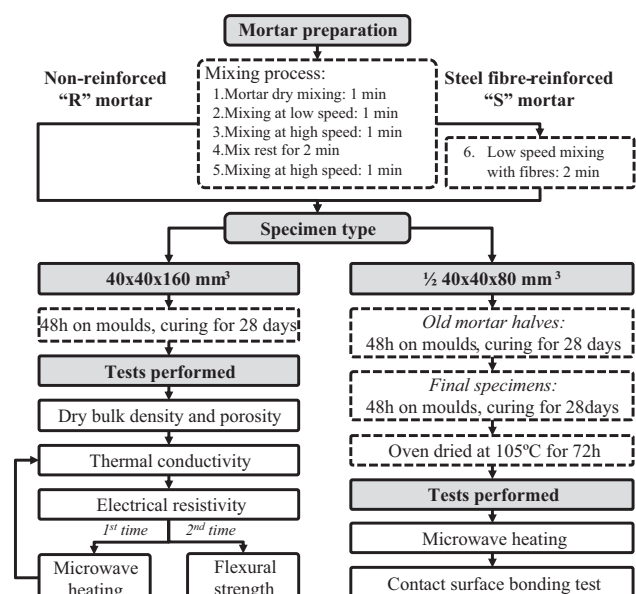 Mortar preparation
Non-reinforced
“R” mortar
Mixing process:
1.Mortar dry mixing: 1 min
2.Mixing at low speed: 1 min
3.Mixing at high speed: 1 min
4.Mix rest for 2 min
5.Mixing at high speed: 1 min
Steel fibre-reinforced
“S” mortar
6. Low speed mixing
with fibres: 2 min
Specimen type
40x40x160 mm³
48h on moulds, curing for 28 days
Tests performed
Dry bulk density and porosity
Thermal conductivity
Electrical resistivity
1st time
2nd time
Microwave
heating
Flexural
strength
½ 40x40x80 mm ³
Old mortar halves:
48h on moulds, curing for 28 days
Final specimens:
48h on moulds, curing for 28days
Oven dried at 105ºC for 72h
Tests performed
Microwave heating
Contact surface bonding test